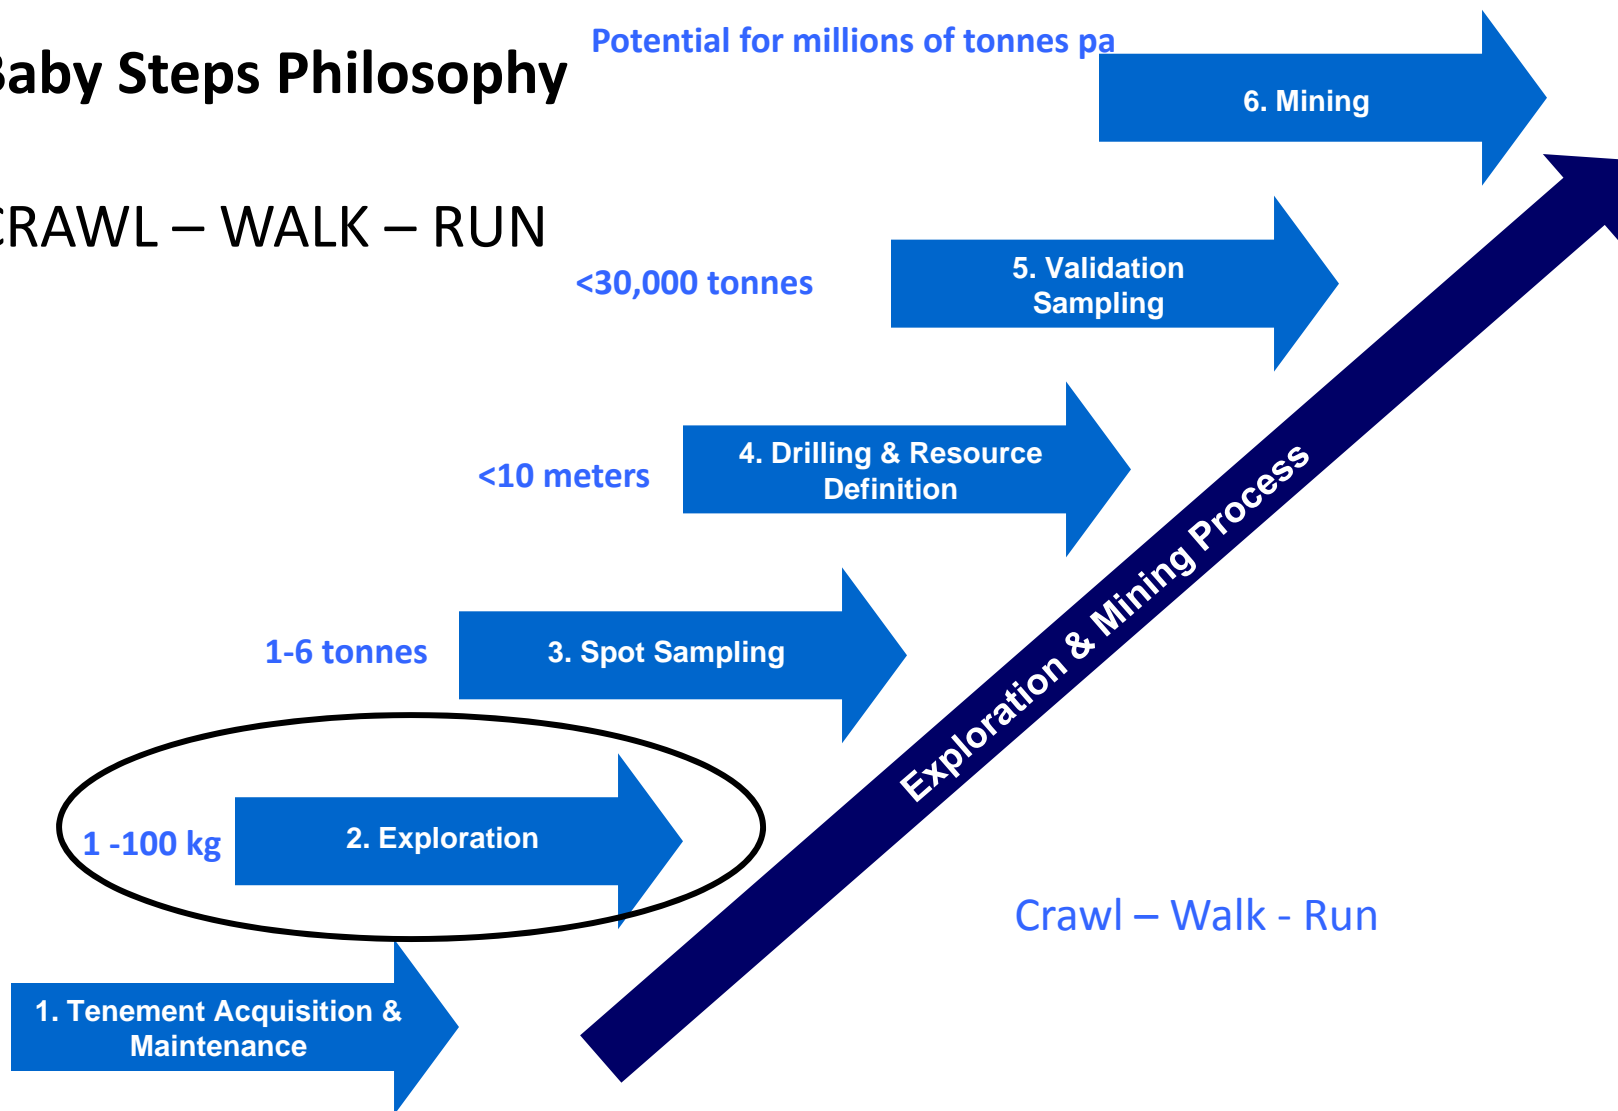 Baby Steps Philosophy
Potential for millions of tonnes pa
6. Mining
CRAWL – WALK – RUN
<30,000 tonnes
5. Validation
Sampling
<10 meters
4. Drilling & Resource
Definition
1-6 tonnes
3. Spot Sampling
Exploration & Mining Process
1 -100 kg
2. Exploration
Crawl – Walk - Run
1. Tenement Acquisition &
Maintenance